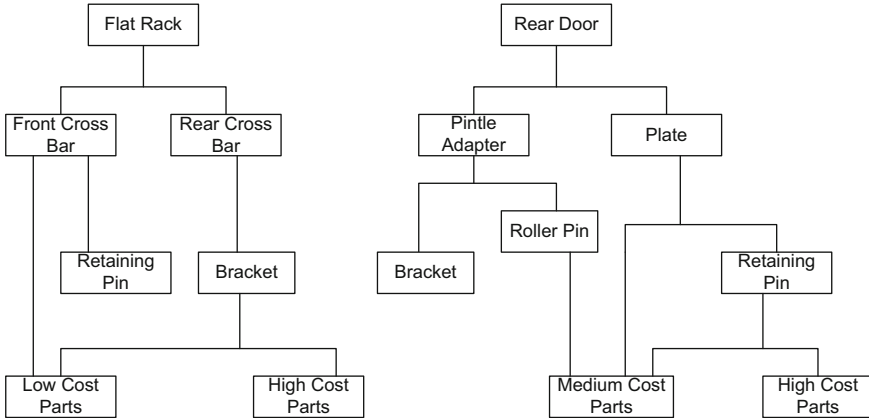 Flat Rack
Rear Door
Front Cross
Bar
Rear Cross
Bar
Pintle
Adapter
Plate
Roller Pin
Retaining
Pin
Bracket
Bracket
Retaining
Pin
Low Cost
Parts
High Cost
Parts
Medium Cost
Parts
High Cost
Parts